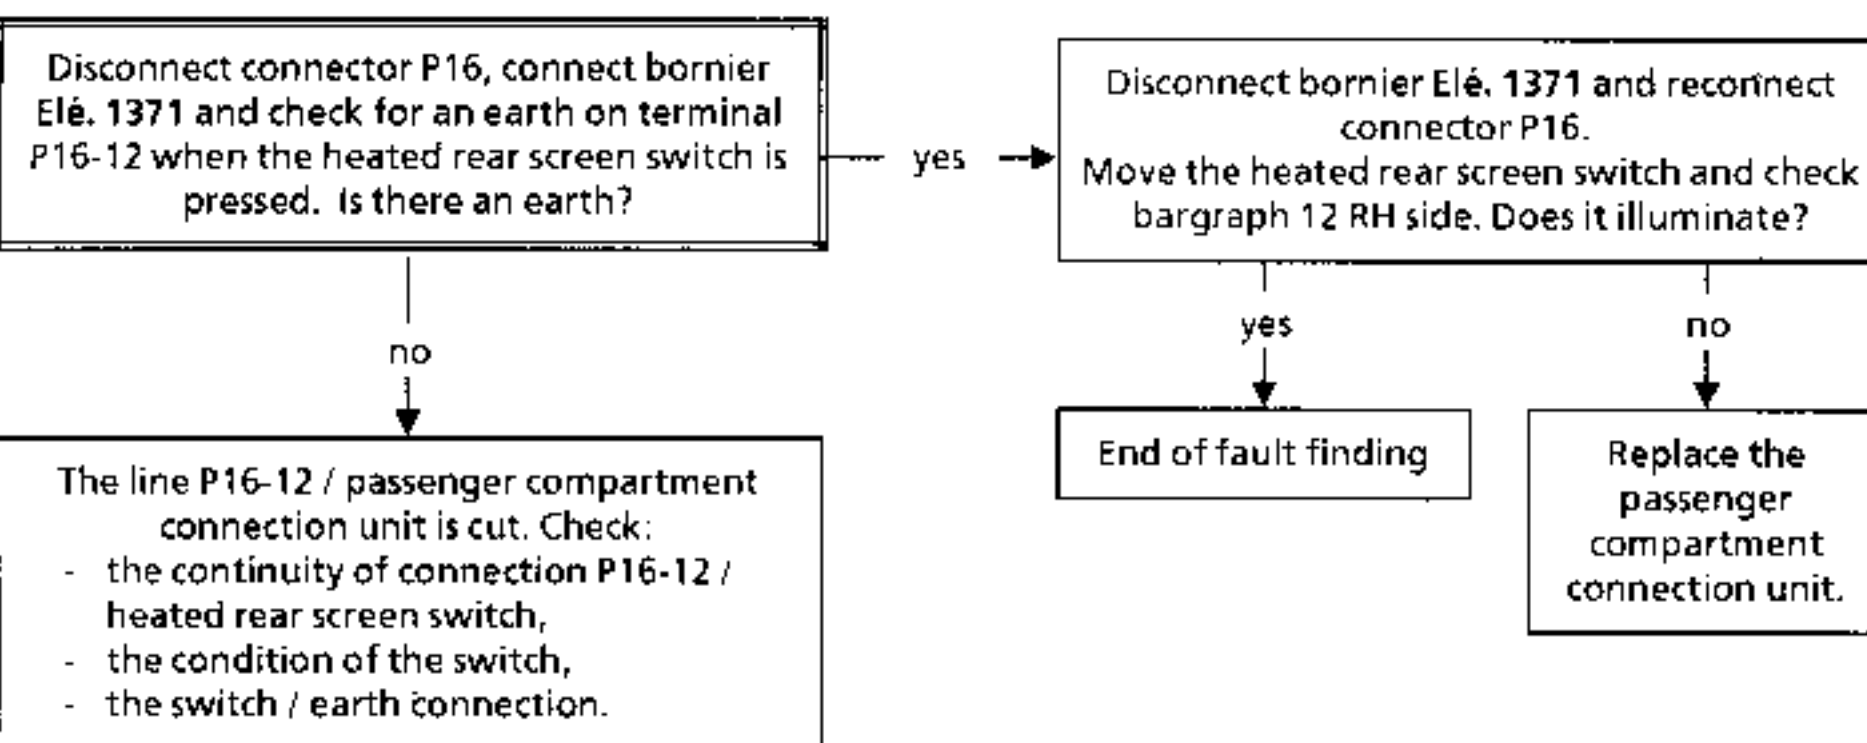 Disconnect connector P16, connect bornier
Elé. 1371 and check for an earth on terminal
P16-12 when the heated rear screen switch is
pressed. Is there an earth?
yes
Disconnect bornier Elé. 1371 and reconnect
connector P16.
Move the heated rear screen switch and check
bargraph 12 RH side. Does it illuminate?
no
yes
no
The line P16-12 / passenger compartment
connection unit is cut. Check:
- the continuity of connection P16-12 /
heated rear screen switch,
- the condition of the switch,
- the switch / earth connection.
End of fault finding
Replace the
passenger
compartment
connection unit.